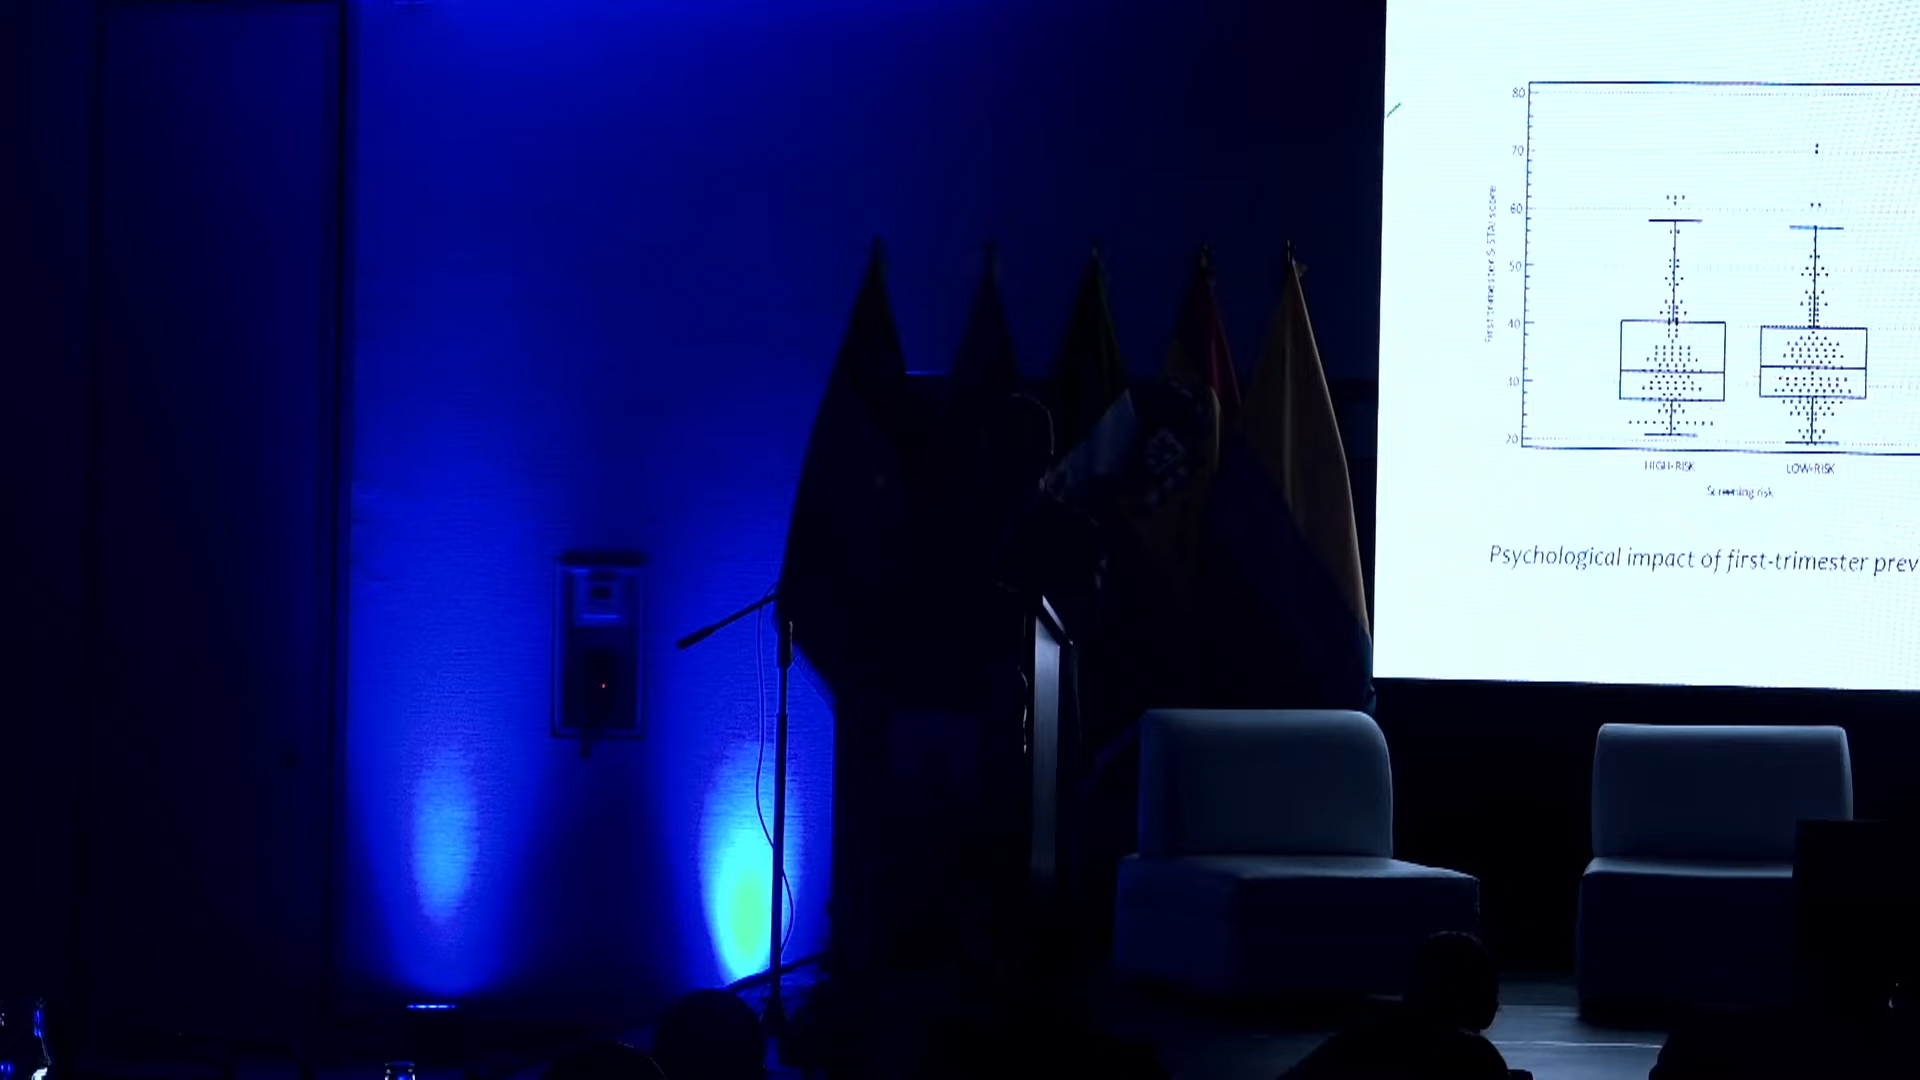 80
70
60
50
40
30
20
First trimester S-STAI score
HIGH-RISK
LOW-RISK
Screening risk
Psychological impact of first-trimester prev